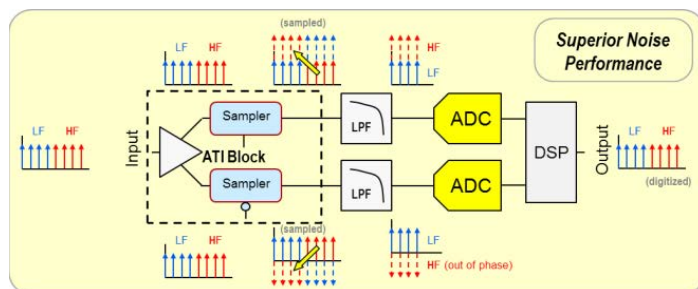 LF HF
(sampled)
HF
LF
Superior Noise
Performance
LF HF
Input
Sampler
ATI Block
Sampler
LPF
ADC
LPF
ADC
DSP
Output
LF HF
(digitized)
LF HF
(sampled)
LF
HF (out of phase)